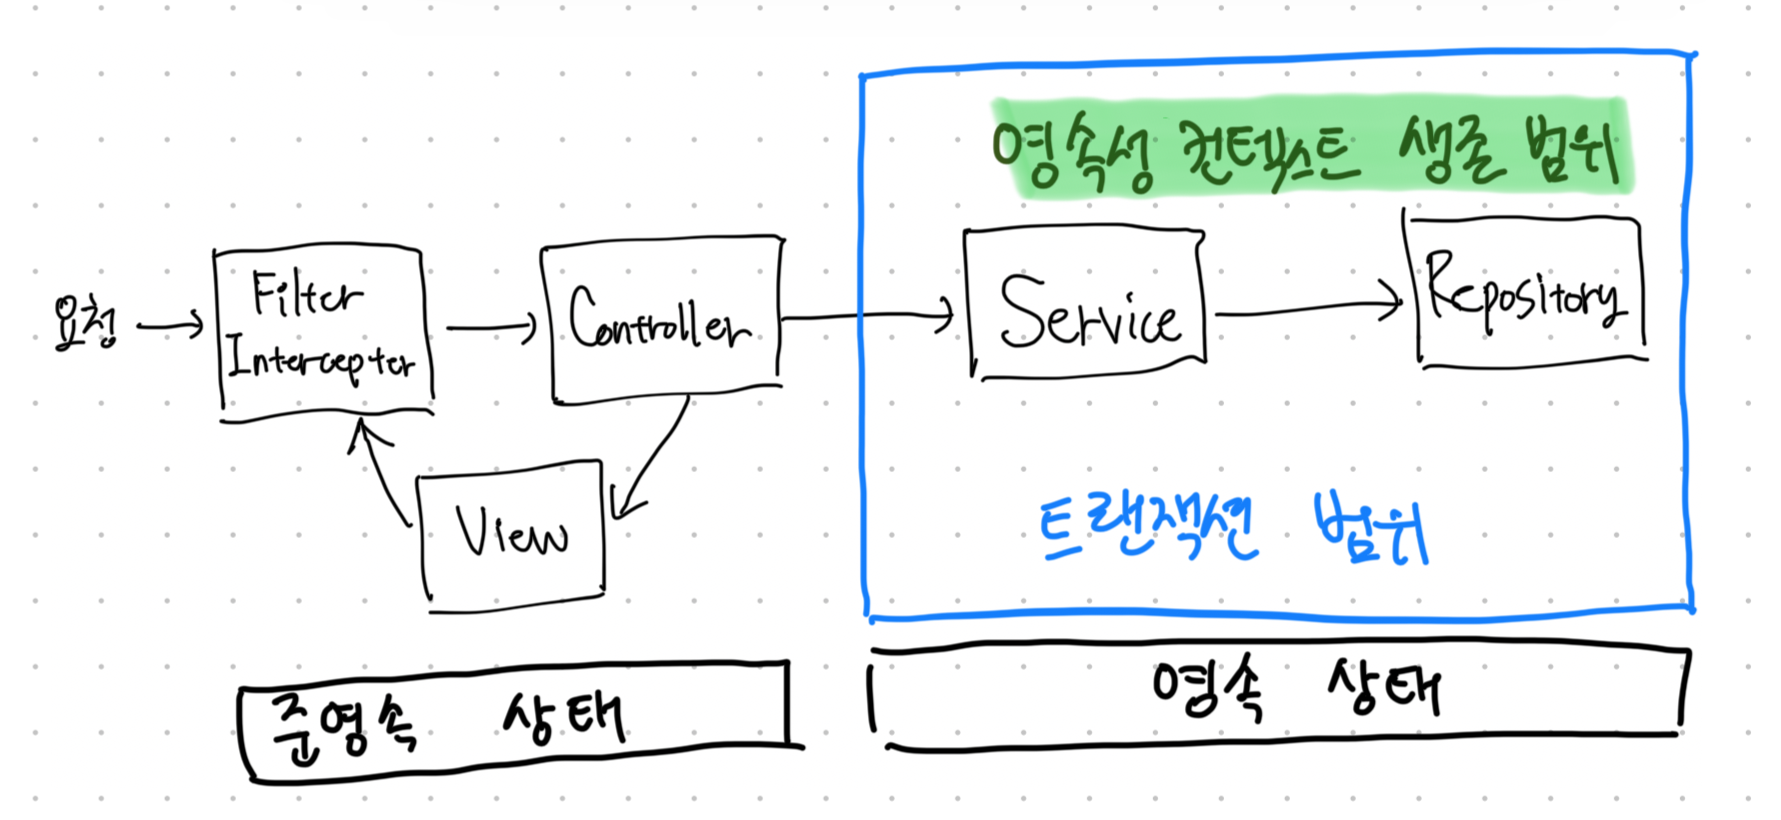 영속성 컨텍스트 생존 범위
요청
Filter
Intercepter
Controller
Service
Repository
View
트랜잭션 범위
준영속 상태
영속 상태